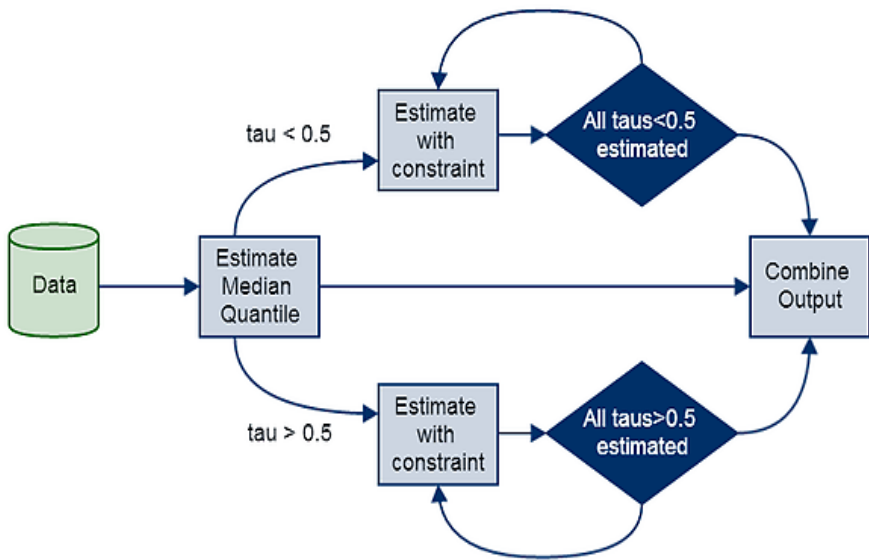 tau < 0.5
Estimate
with
constraint
All taus<0.5
estimated
Data
Estimate
Median
Quantile
Combine
Output
tau > 0.5
Estimate
with
constraint
All taus>0.5
estimated